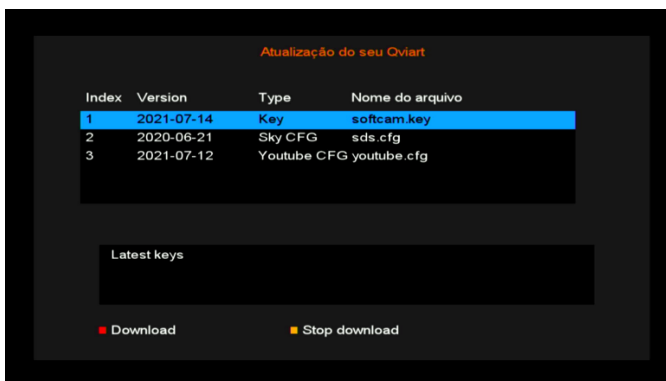 Atualização do seu Qviart
Index Version Type Nome do arquivo
1 2021-07-14 Key softcam.key
2 2020-06-21 Sky CFG sds.cfg
3 2021-07-12 Youtube CFG youtube.cfg
Latest keys
Download Stop download